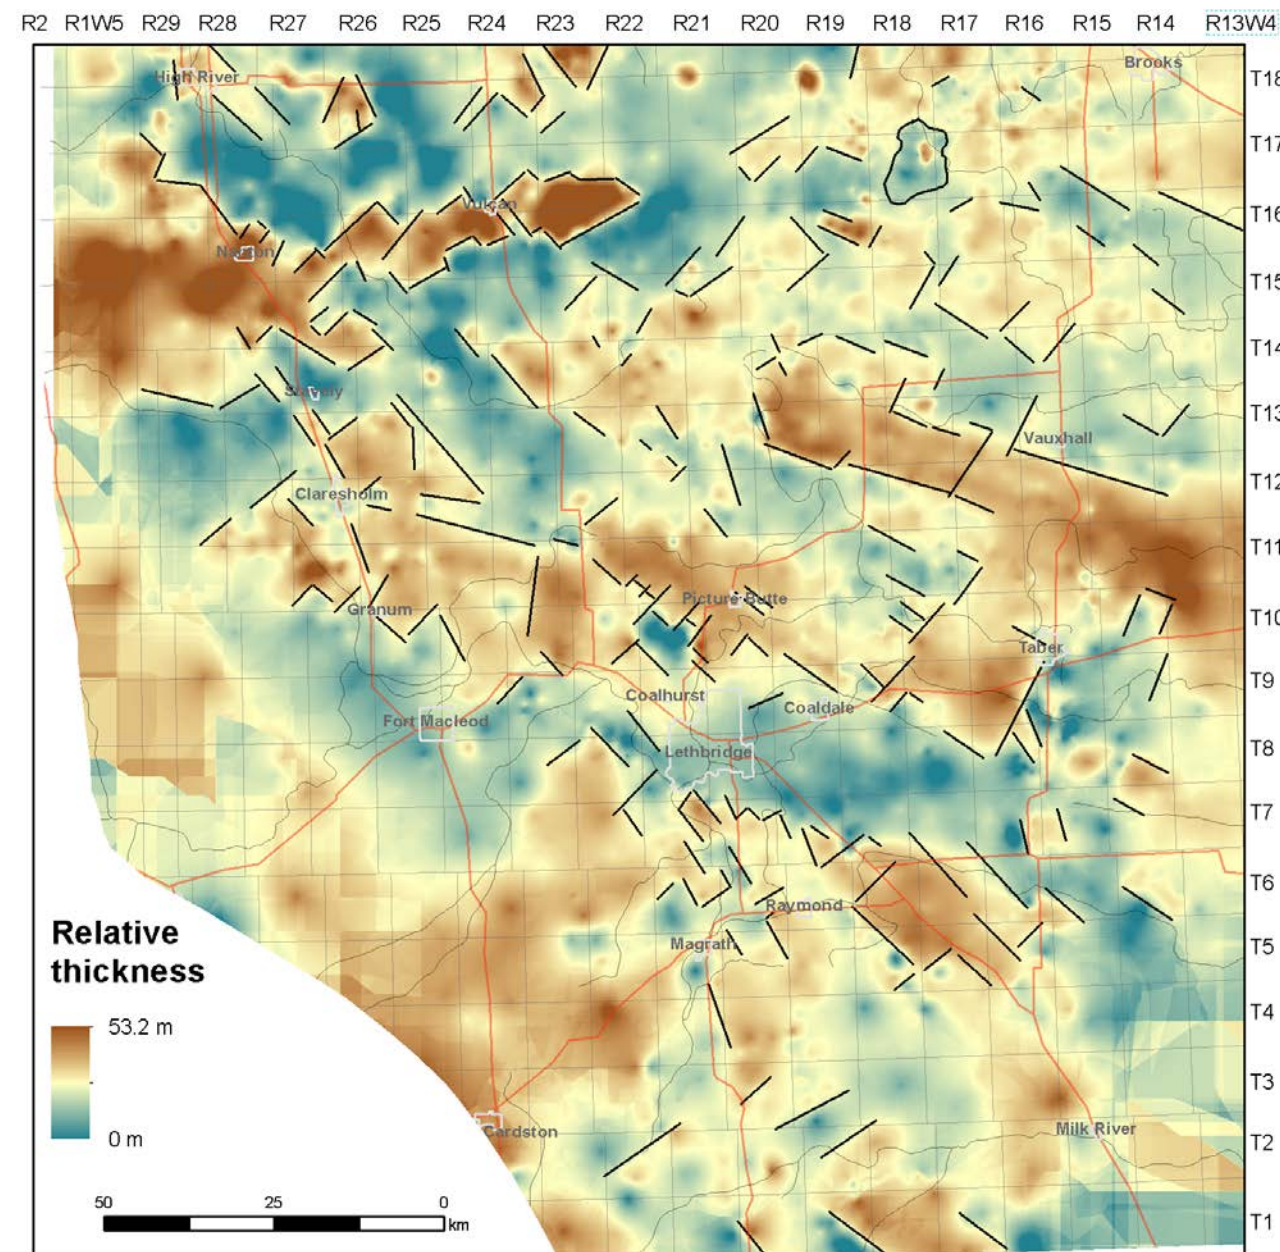 R2 R1W5 R29 R28 R27 R26 R25 R24 R23 R22 R21 R20 R19 R18 R17 R16 R15 R14 R13W4
Brooks
High River
T18
T17
Vulcan
T16
Nanton
T15
T14
Stavely
T13
Vauxhall
T12
Claresholm
T11
Picture Butte
Granum
T10
Taber
T9
Coalhurst
Coaldale
Fort Macleod
Lethbridge
T8
T7
T6
Raymond
Relative
thickness
Magrath
T5
T4
53.2 m
T3
Milk River
Cardston
0 m
T2
50 25 0
km
T1